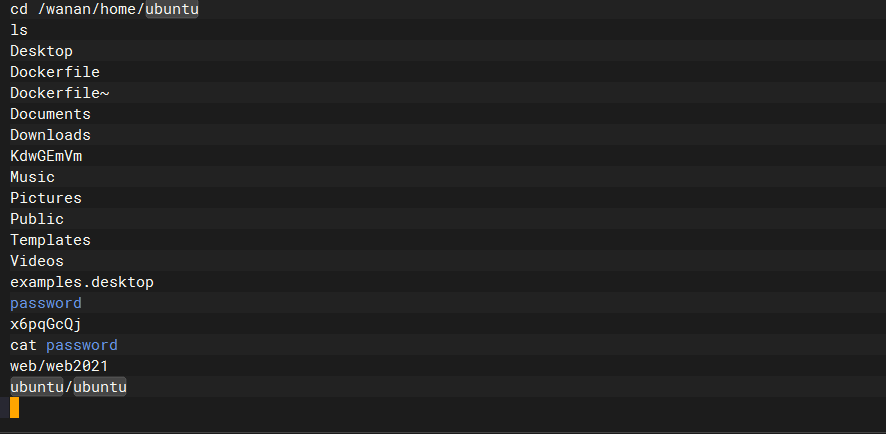 cd /wanan/home/ubuntu
ls
Desktop
Dockerfile
Dockerfile~
Documents
Downloads
KdwGEmVm
Music
Pictures
Public
Templates
Videos
examples.desktop
password
x6pqGcQj
cat password
web/web2021
ubuntu/ubuntu